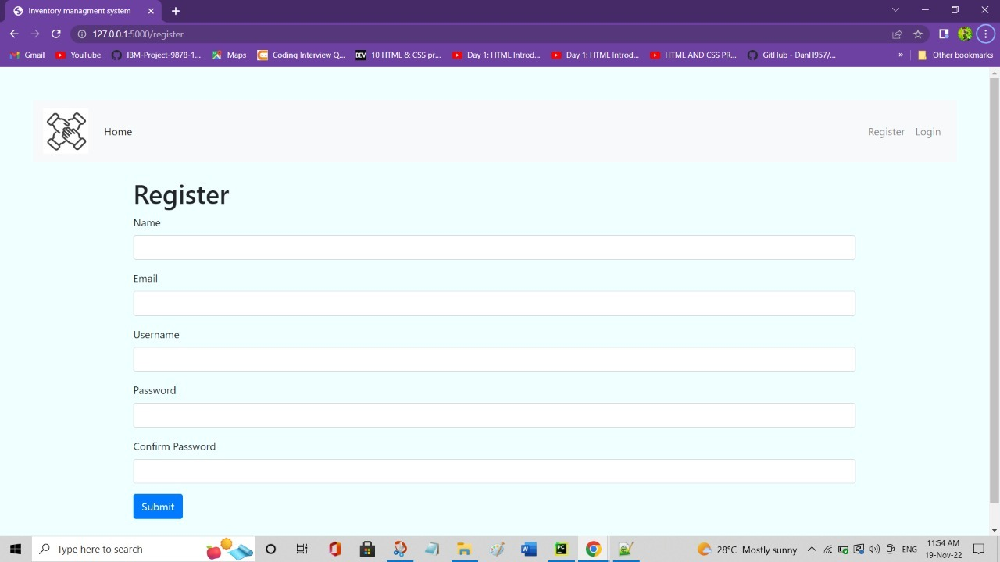 Inventory managment system
127.0.0.1:5000/register
Gmail YouTube IBM-Project-9878-1... Maps Coding Interview Q... DEV 10 HTML & CSS pr... Day 1: HTML Introd... Day 1: HTML Introd... HTML AND CSS PR... GitHub - DanH957/... » Other bookmarks
Home Register Login
Register
Name
Email
Username
Password
Confirm Password
Submit
Type here to search W PC 28°C Mostly sunny ENG 11:54 AM
19-Nov-22